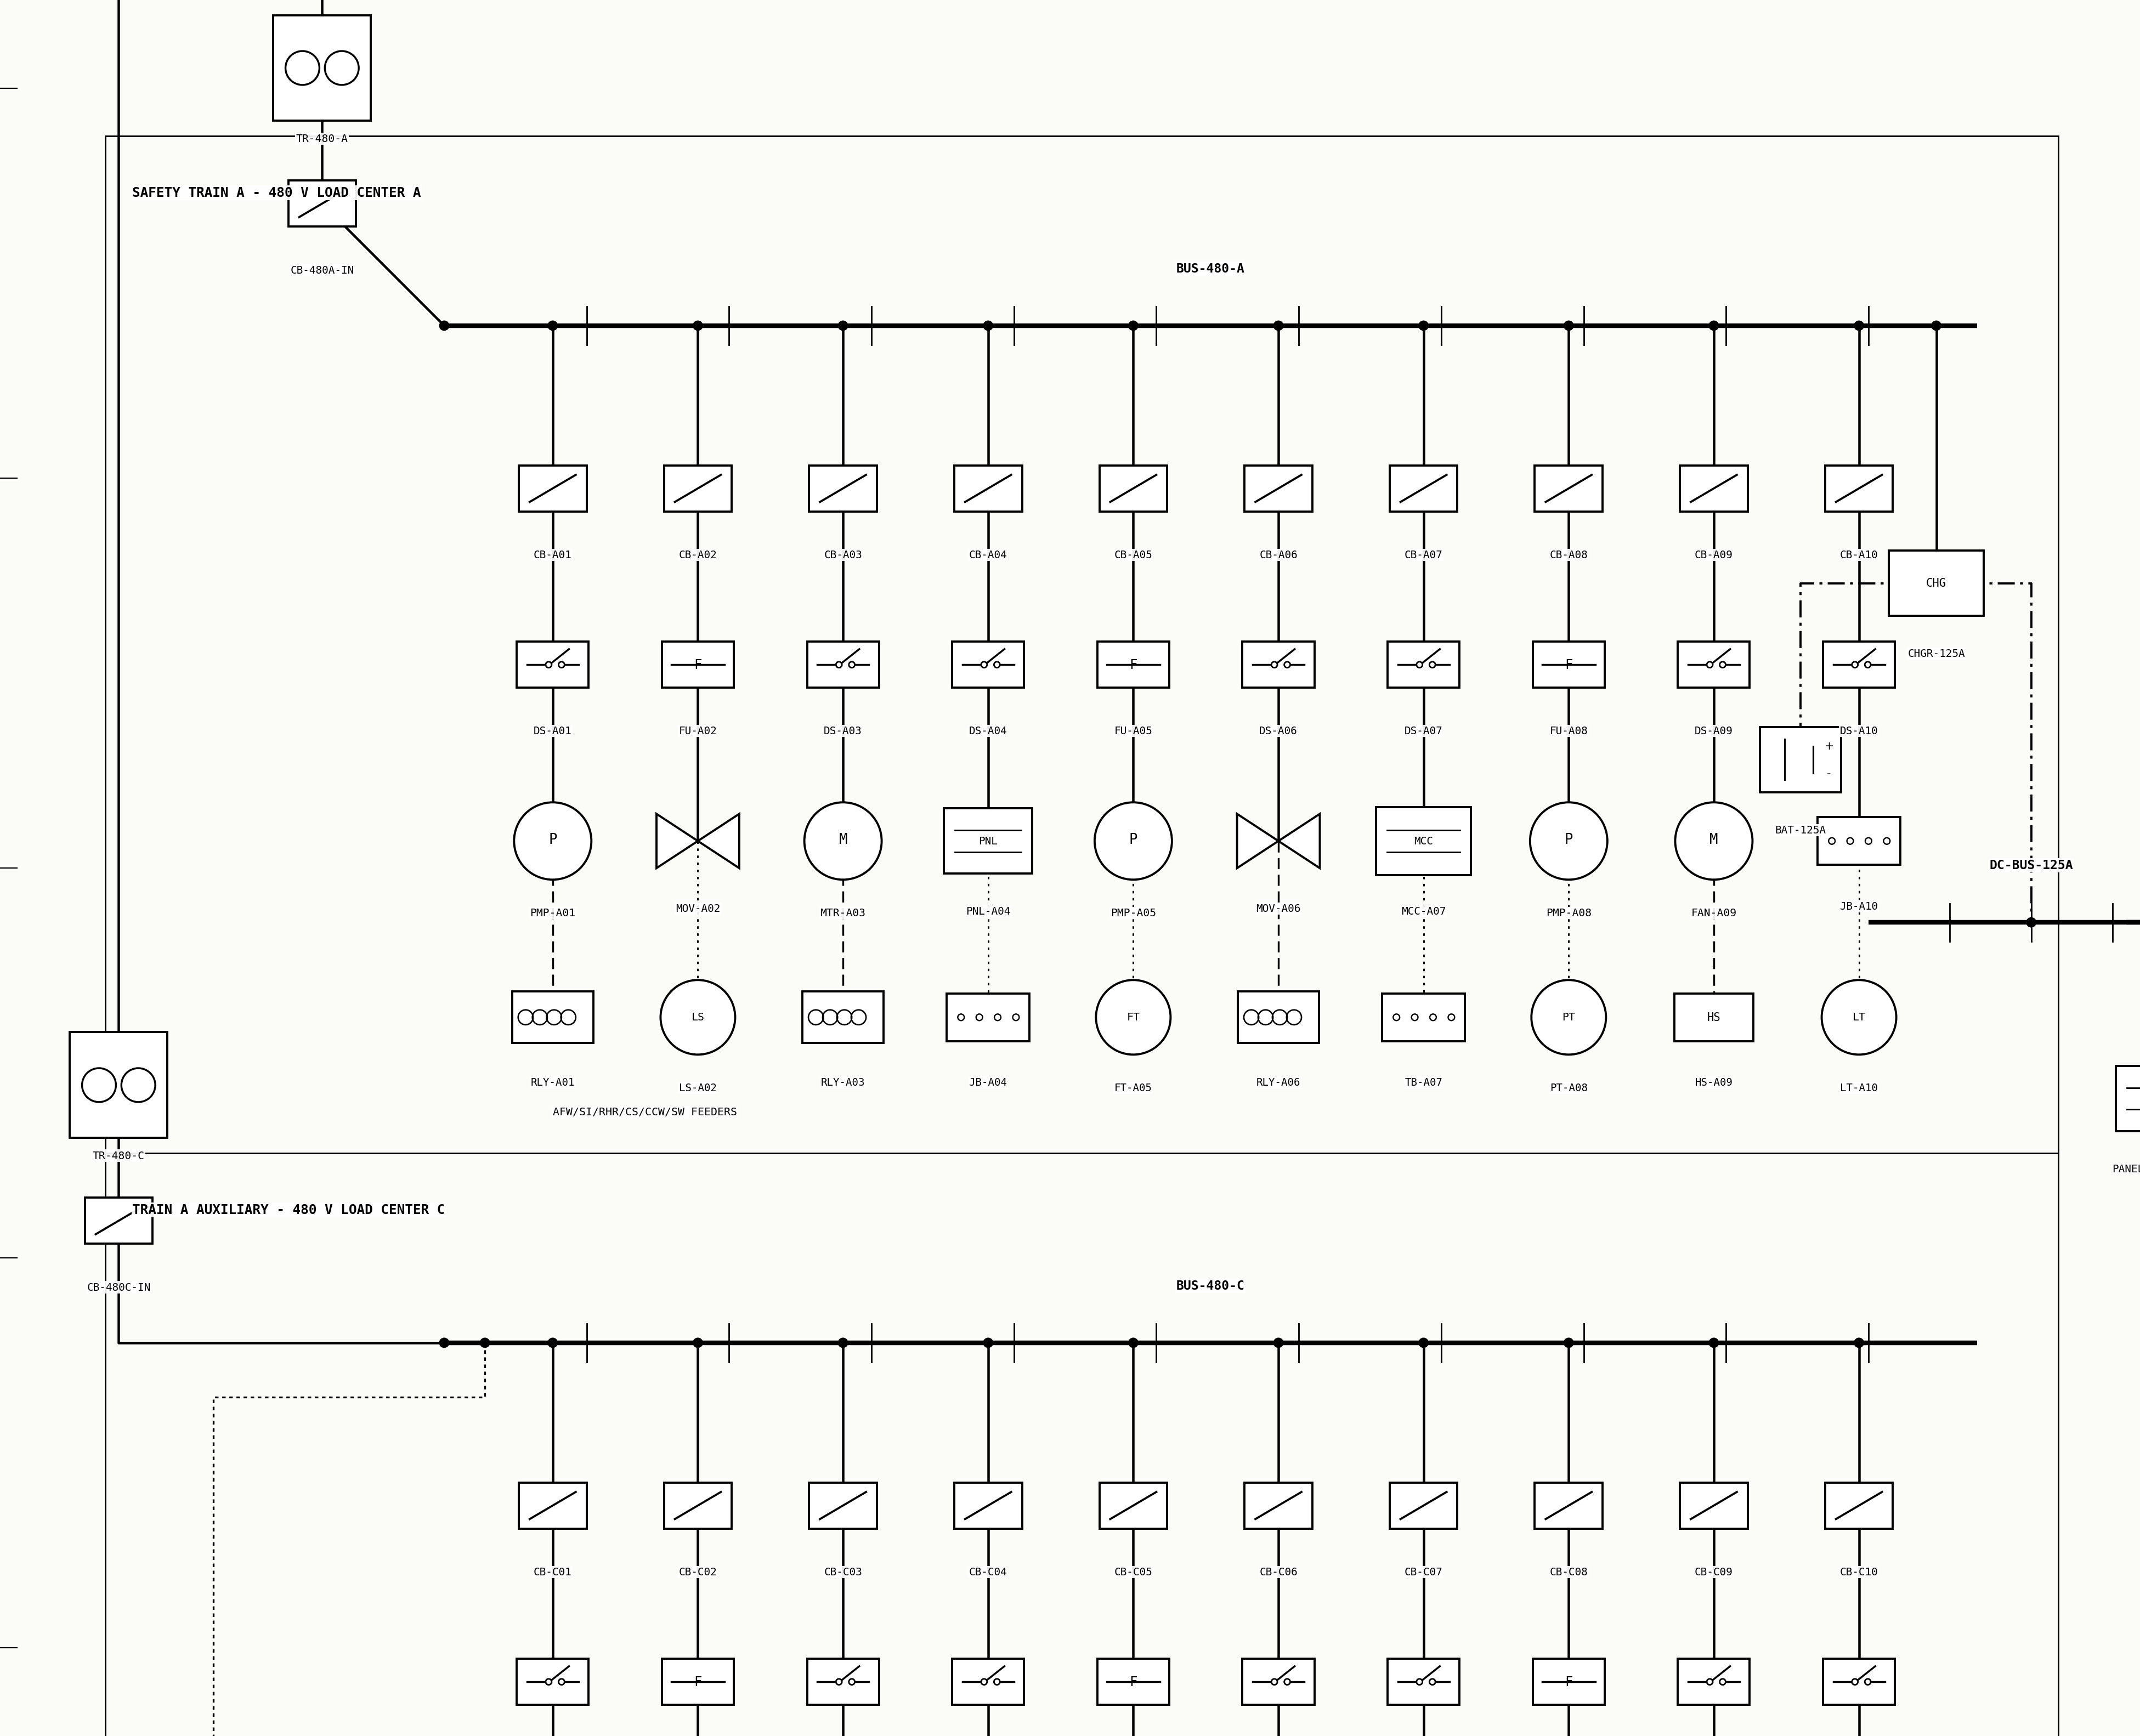 TR-480-A
SAFETY TRAIN A - 480 V LOAD CENTER A
CB-480A-IN
BUS-480-A
CB-A01 CB-A02 CB-A03 CB-A04 CB-A05 CB-A06 CB-A07 CB-A08 CB-A09 CB-A10
CHG
CHGR-125A
F F F
DS-A01 FU-A02 DS-A03 DS-A04 FU-A05 DS-A06 DS-A07 FU-A08 DS-A09 DS-A10
+
-
BAT-125A
P M PNL P MCC P M
DC-BUS-125A
PMP-A01 MOV-A02 MTR-A03 PNL-A04 PMP-A05 MOV-A06 MCC-A07 PMP-A08 FAN-A09 JB-A10
LS FT PT HS LT
RLY-A01 LS-A02 RLY-A03 JB-A04 FT-A05 RLY-A06 TB-A07 PT-A08 HS-A09 LT-A10
AFW/SI/RHR/CS/CCW/SW FEEDERS
TR-480-C
PANEL
TRAIN A AUXILIARY - 480 V LOAD CENTER C
CB-480C-IN
BUS-480-C
CB-C01 CB-C02 CB-C03 CB-C04 CB-C05 CB-C06 CB-C07 CB-C08 CB-C09 CB-C10
F F F